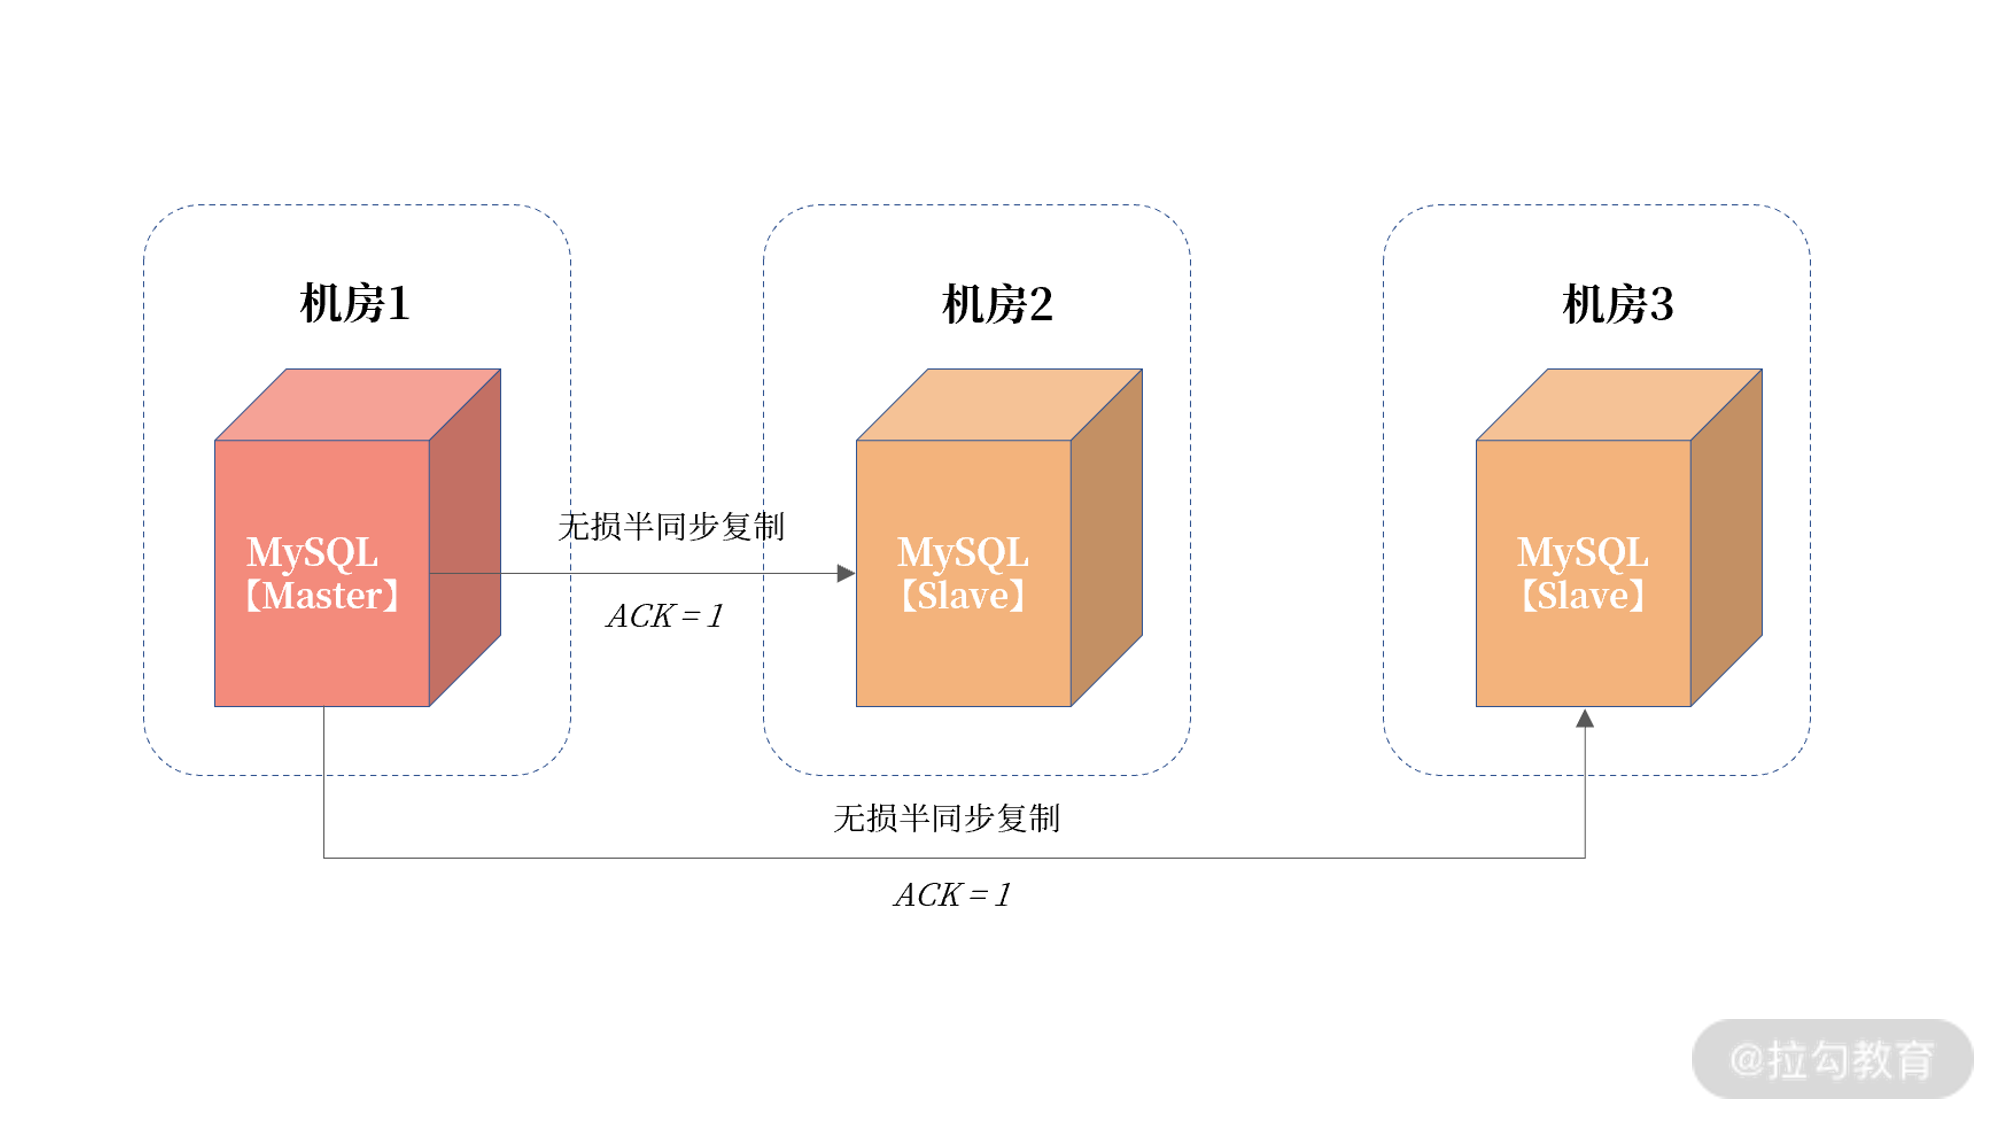 机房1
机房2
机房3
MySQL
【Master】
无损半同步复制
ACK = 1
MySQL
【Slave】
MySQL
【Slave】
无损半同步复制
ACK = 1
@拉勾教育